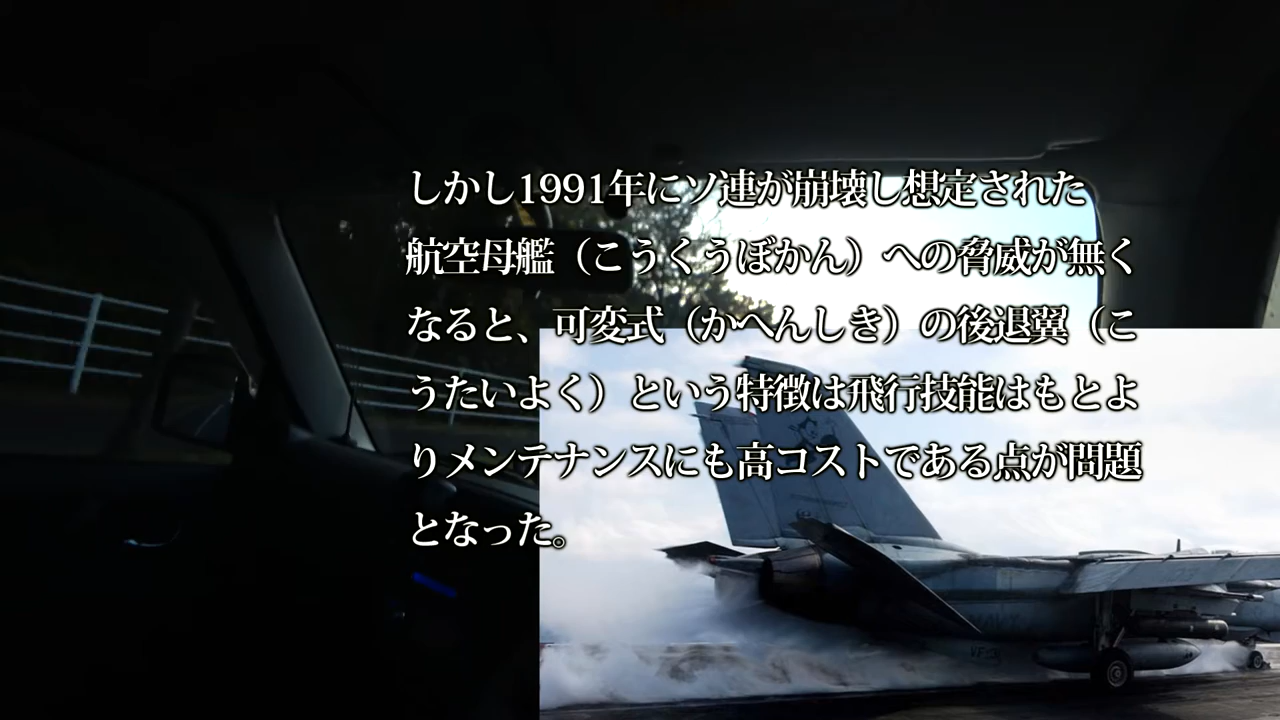 しかし1991年にソ連が崩壊し想定された
航空母艦（こうくうぼかん）への脅威が無く
なると、可変式（かへんしき）の後退翼（こ
うたいよく）という特徴は飛行技能はもとよ
りメンテナンスにも高コストである点が問題
となった。
NAVY